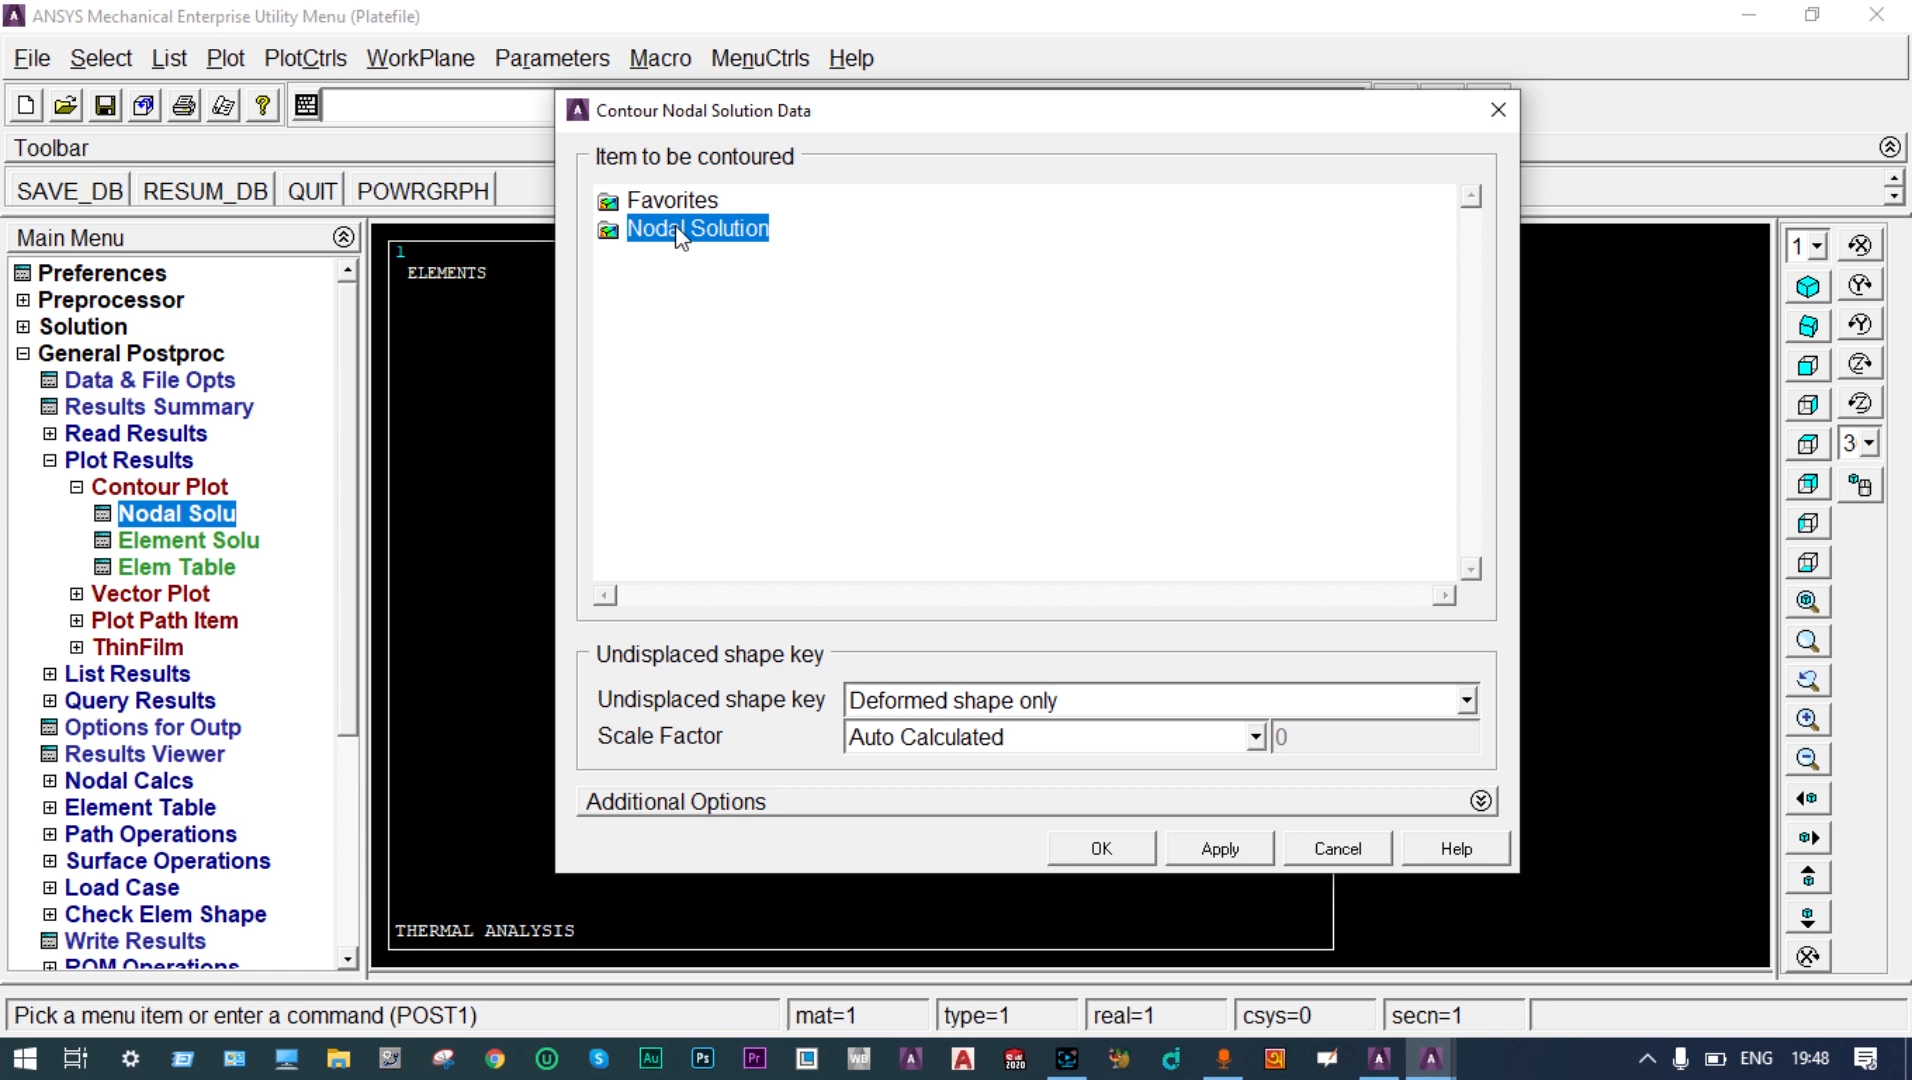 ANSYS Mechanical Enterprise Utility Menu (Platefile)
File Select List Plot PlotCtrls WorkPlane Parameters Macro MenuCtrls Help
Contour Nodal Solution Data
Toolbar
SAVE_DB RESUM_DB QUIT POWRGRPH
Item to be contoured
Favorites
Nodal Solution
Main Menu
Preferences
Preprocessor
Solution
General Postproc
Data & File Opts
Results Summary
Read Results
Plot Results
Contour Plot
Nodal Solu
Element Solu
Elem Table
Vector Plot
Plot Path Item
ThinFilm
List Results
Query Results
Options for Outp
Results Viewer
Nodal Calcs
Element Table
Path Operations
Surface Operations
Load Case
Check Elem Shape
Write Results
ROM Operations
1
ELEMENTS
THERMAL ANALYSIS
Undisplaced shape key
Undisplaced shape key Deformed shape only
Scale Factor Auto Calculated 0
Additional Options
OK Apply Cancel Help
1
3
Pick a menu item or enter a command (POST1) mat=1 type=1 real=1 csys=0 secn=1
ENG 19:48